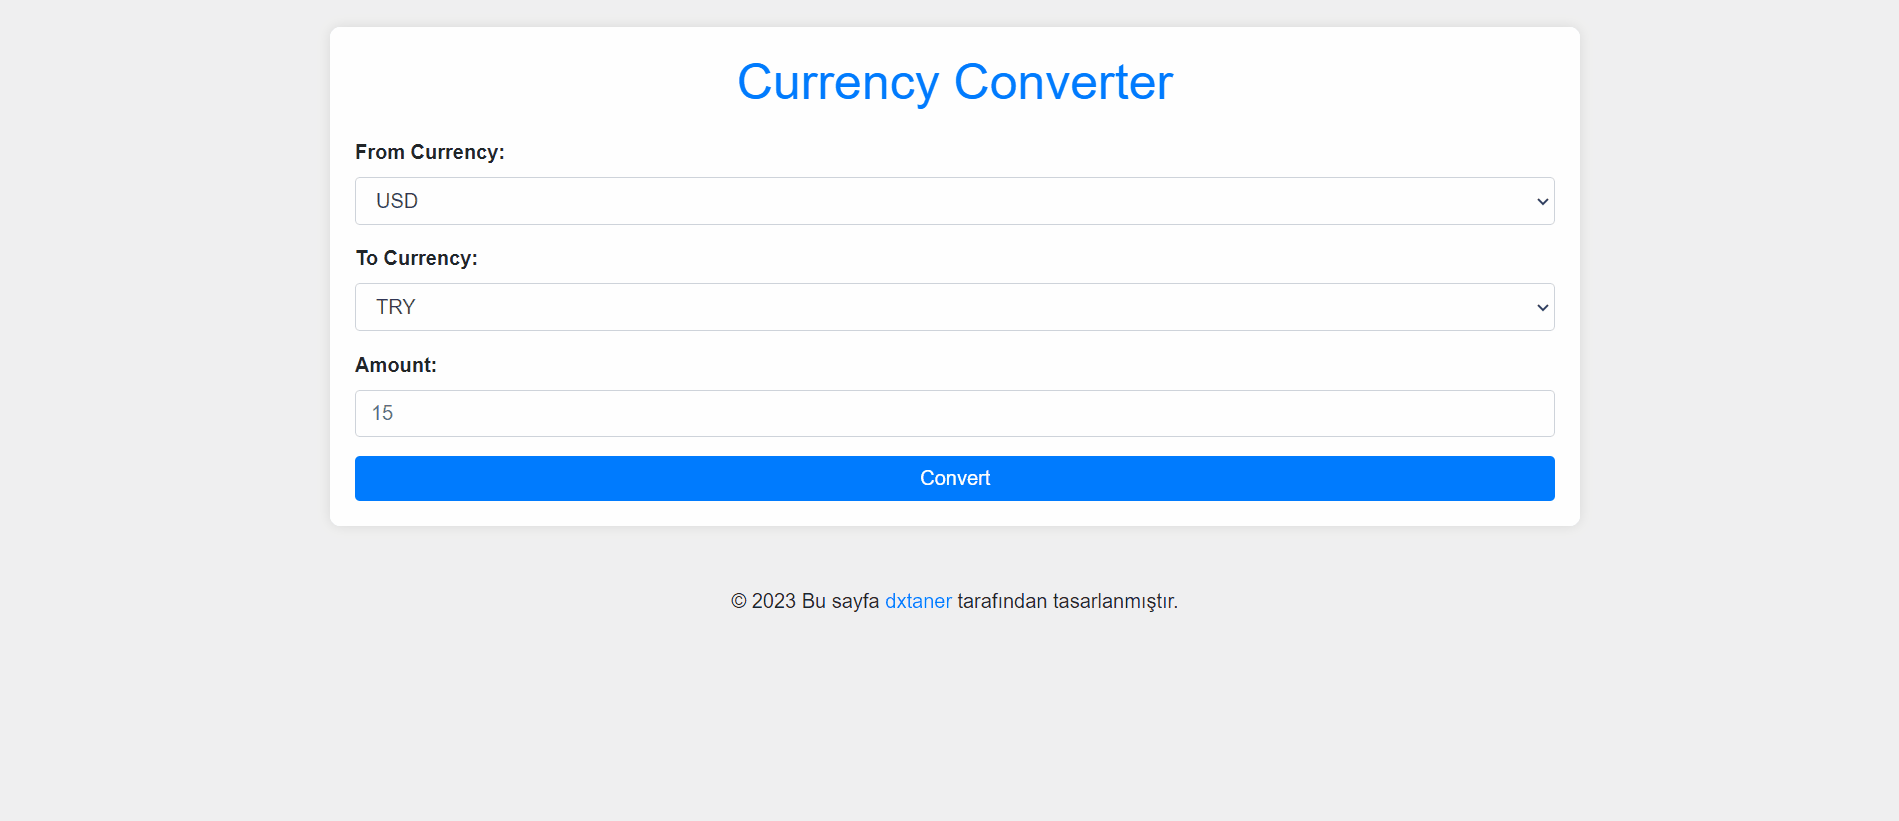 Currency Converter
From Currency:
USD
To Currency:
TRY
Amount:
15
Convert
© 2023 Bu sayfa dxtaner tarafından tasarlanmıştır.